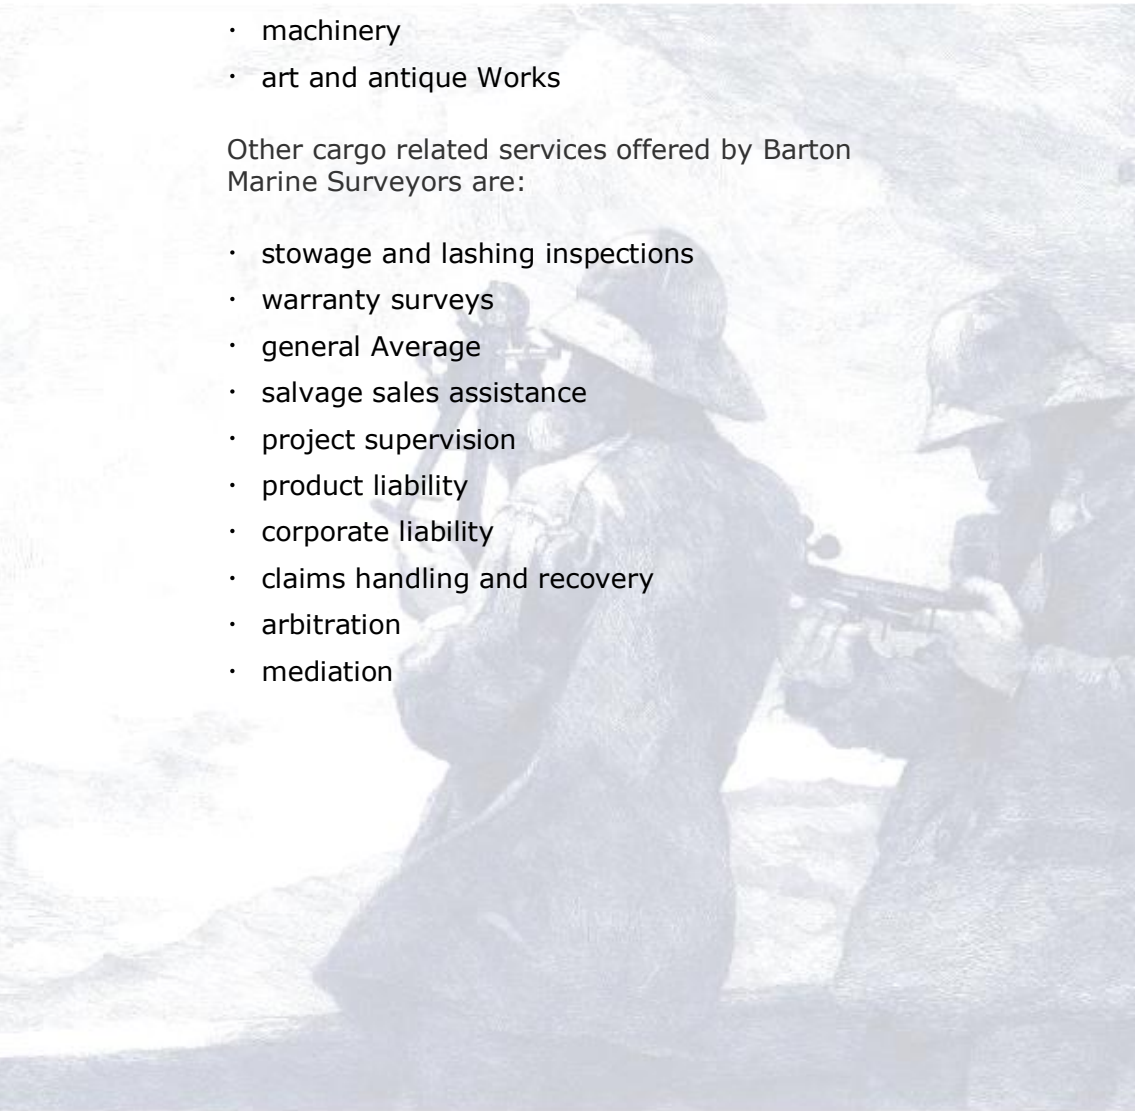 · machinery
· art and antique Works
Other cargo related services offered by Barton
Marine Surveyors are:
· stowage and lashing inspections
· warranty surveys
· general Average
· salvage sales assistance
· project supervision
· product liability
· corporate liability
· claims handling and recovery
· arbitration
· mediation